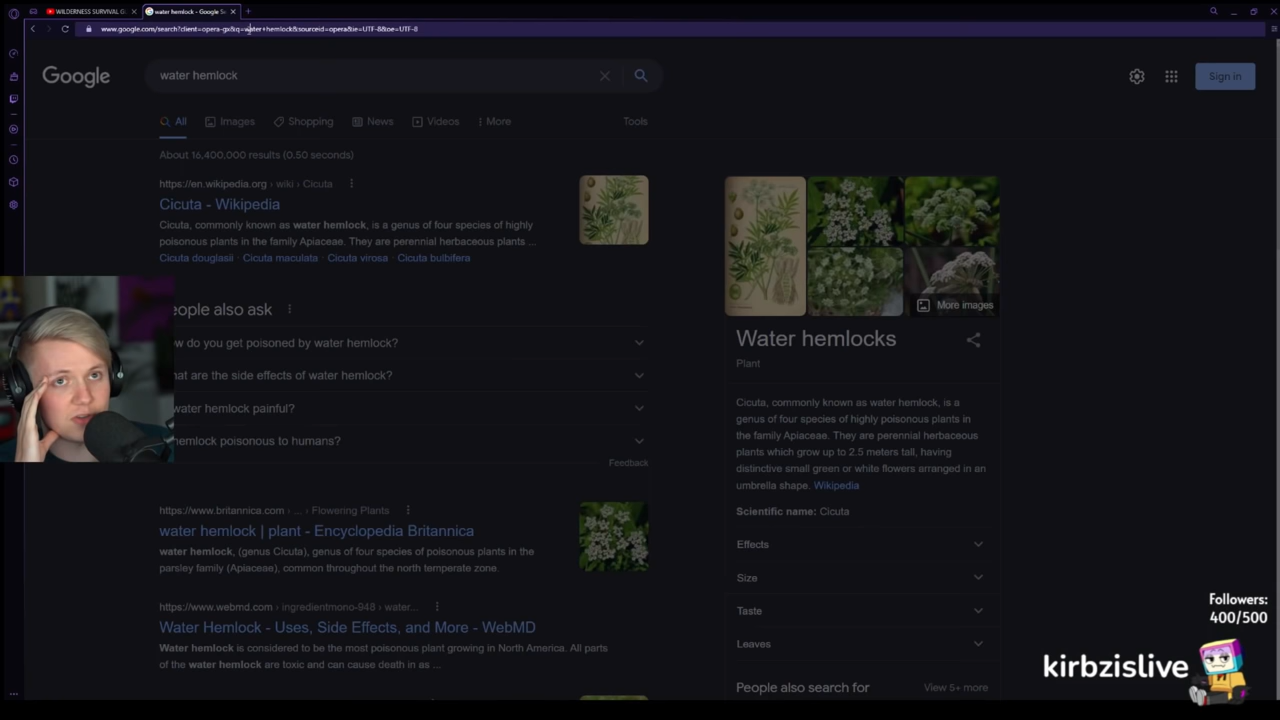 WILDERNESS SURVIVAL G
water hemlock - Google S
www.google.com/search?client=opera-gx&q=water+hemlock&sourceid=opera&ie=UTF-8&oe=UTF-8
Google
water hemlock
Sign in
All
Images
Shopping
News
Videos
More
Tools
About 16,400,000 results (0.50 seconds)
https://en.wikipedia.org › wiki › Cicuta
Cicuta - Wikipedia
Cicuta, commonly known as water hemlock, is a genus of four species of highly
poisonous plants in the family Apiaceae. They are perennial herbaceous plants ...
Cicuta douglasii · Cicuta maculata · Cicuta virosa · Cicuta bulbifera
eople also ask
ow do you get poisoned by water hemlock?
hat are the side effects of water hemlock?
water hemlock painful?
hemlock poisonous to humans?
Feedback
https://www.britannica.com › ... › Flowering Plants
water hemlock | plant - Encyclopedia Britannica
water hemlock, (genus Cicuta), genus of four species of poisonous plants in the
parsley family (Apiaceae), common throughout the north temperate zone.
https://www.webmd.com › ingredientmono-948 › water...
Water Hemlock - Uses, Side Effects, and More - WebMD
Water hemlock is considered to be the most poisonous plant growing in North America. All parts
of the water hemlock are toxic and can cause death in as ...
More images
Water hemlocks
Plant
Cicuta, commonly known as water hemlock, is a
genus of four species of highly poisonous plants in
the family Apiaceae. They are perennial herbaceous
plants which grow up to 2.5 meters tall, having
distinctive small green or white flowers arranged in an
umbrella shape. Wikipedia
Scientific name: Cicuta
Effects
Size
Taste
Leaves
People also search for
View 5+ more
Followers:
400/500
kirbzislive